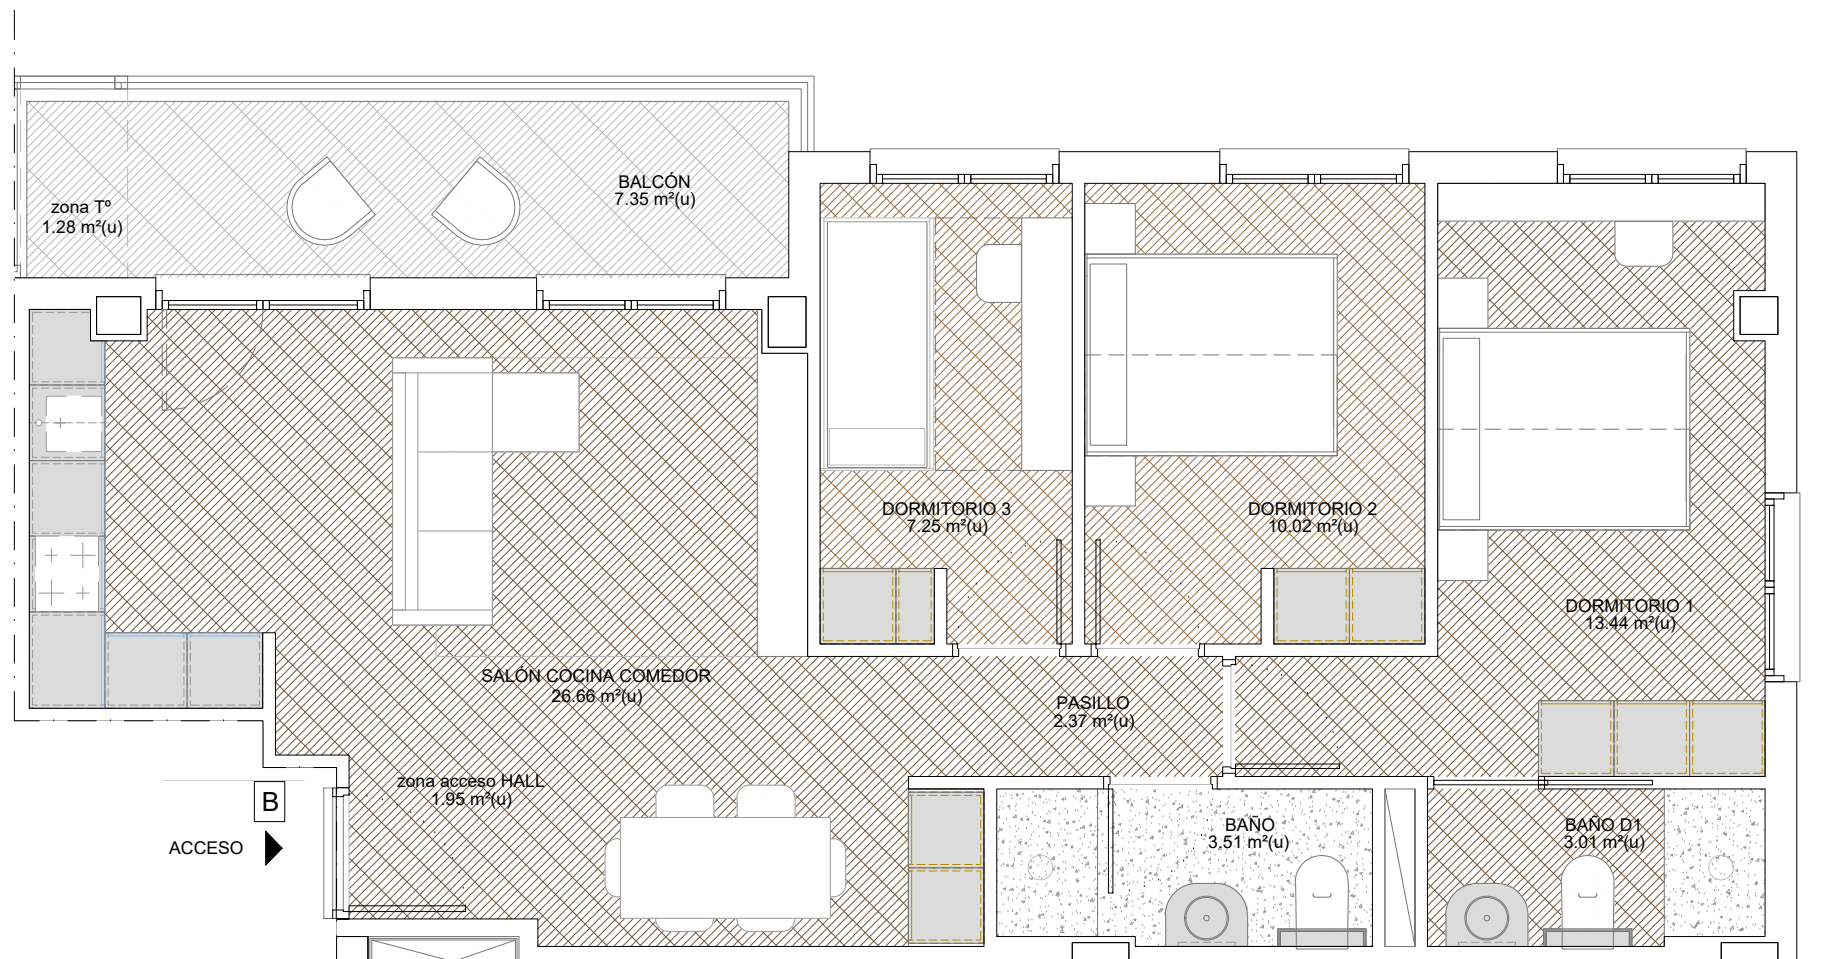 BALCÓN
7.35 m²(u)
zona Tº
1.28 m²(u)
DORMITORIO 3
7.25 m²(u)
DORMITORIO 2
10.02 m²(u)
DORMITORIO 1
13.44 m²(u)
SALÓN COCINA COMEDOR
26.66 m²(u)
PASILLO
2.37 m²(u)
zona acceso HALL
1.95 m²(u)
B
ACCESO
BAÑO
3.51 m²(u)
BAÑO D1
3.01 m²(u)